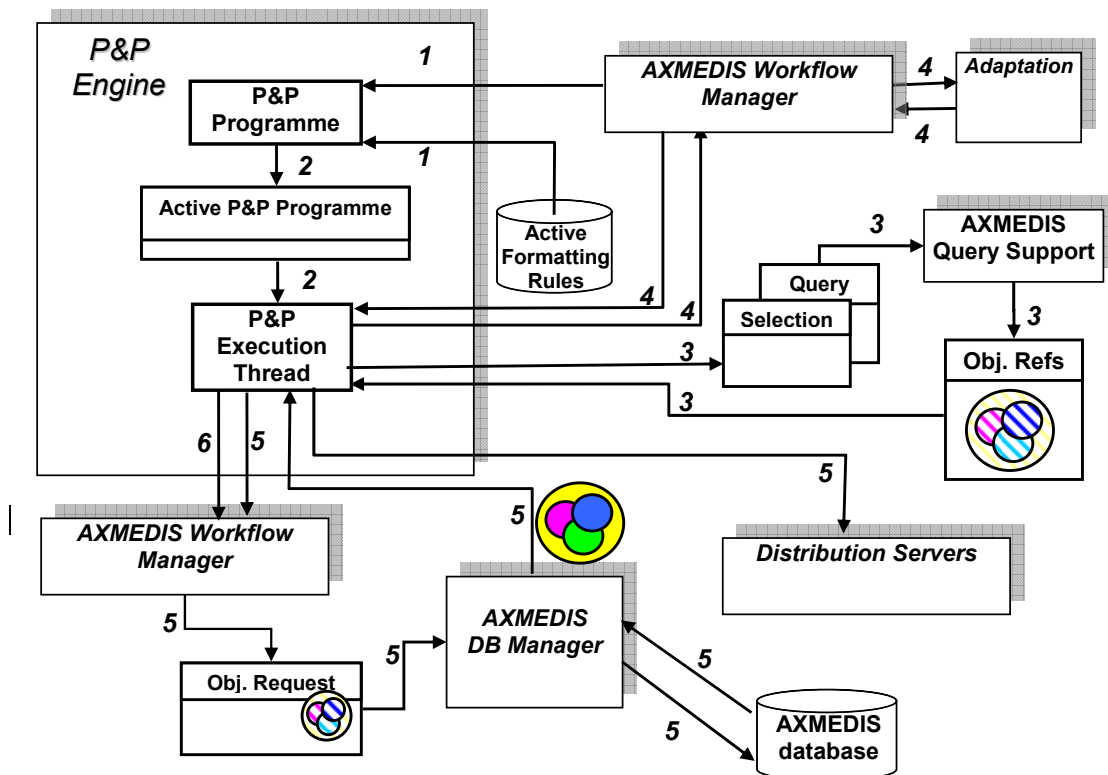 P&P
Engine
P&P
Programme
1
1
2
Active P&P Programme
2
P&P
Execution
Thread
AXMEDIS Workflow
Manager
4
4
Adaptation
Active
Formatting
Rules
4
4
3
Query
Selection
3
AXMEDIS
Query Support
3
Obj. Refs
3
6
5
5
5
AXMEDIS Workflow
Manager
5
Obj. Request
5
AXMEDIS
DB Manager
Distribution Servers
5
5
AXMEDIS
database